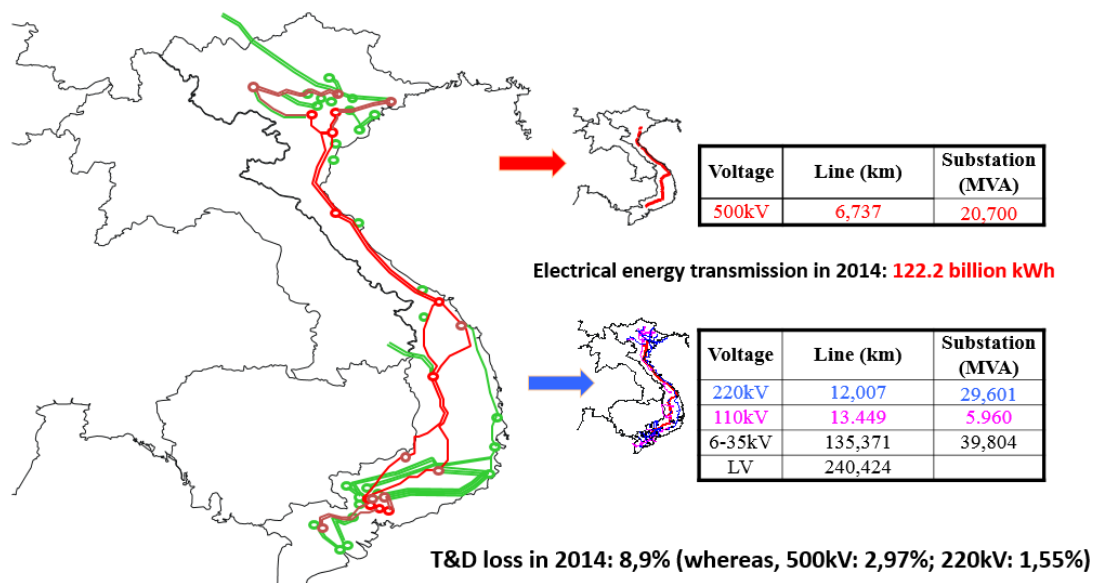 Voltage Line (km) Substation (MVA)
500kV 6,737 20,700
Electrical energy transmission in 2014: 122.2 billion kWh
Voltage Line (km) Substation (MVA)
220kV 12,007 29,601
110kV 13.449 5.960
6-35kV 135,371 39,804
LV 240,424
T&D loss in 2014: 8,9% (whereas, 500kV: 2,97%; 220kV: 1,55%)